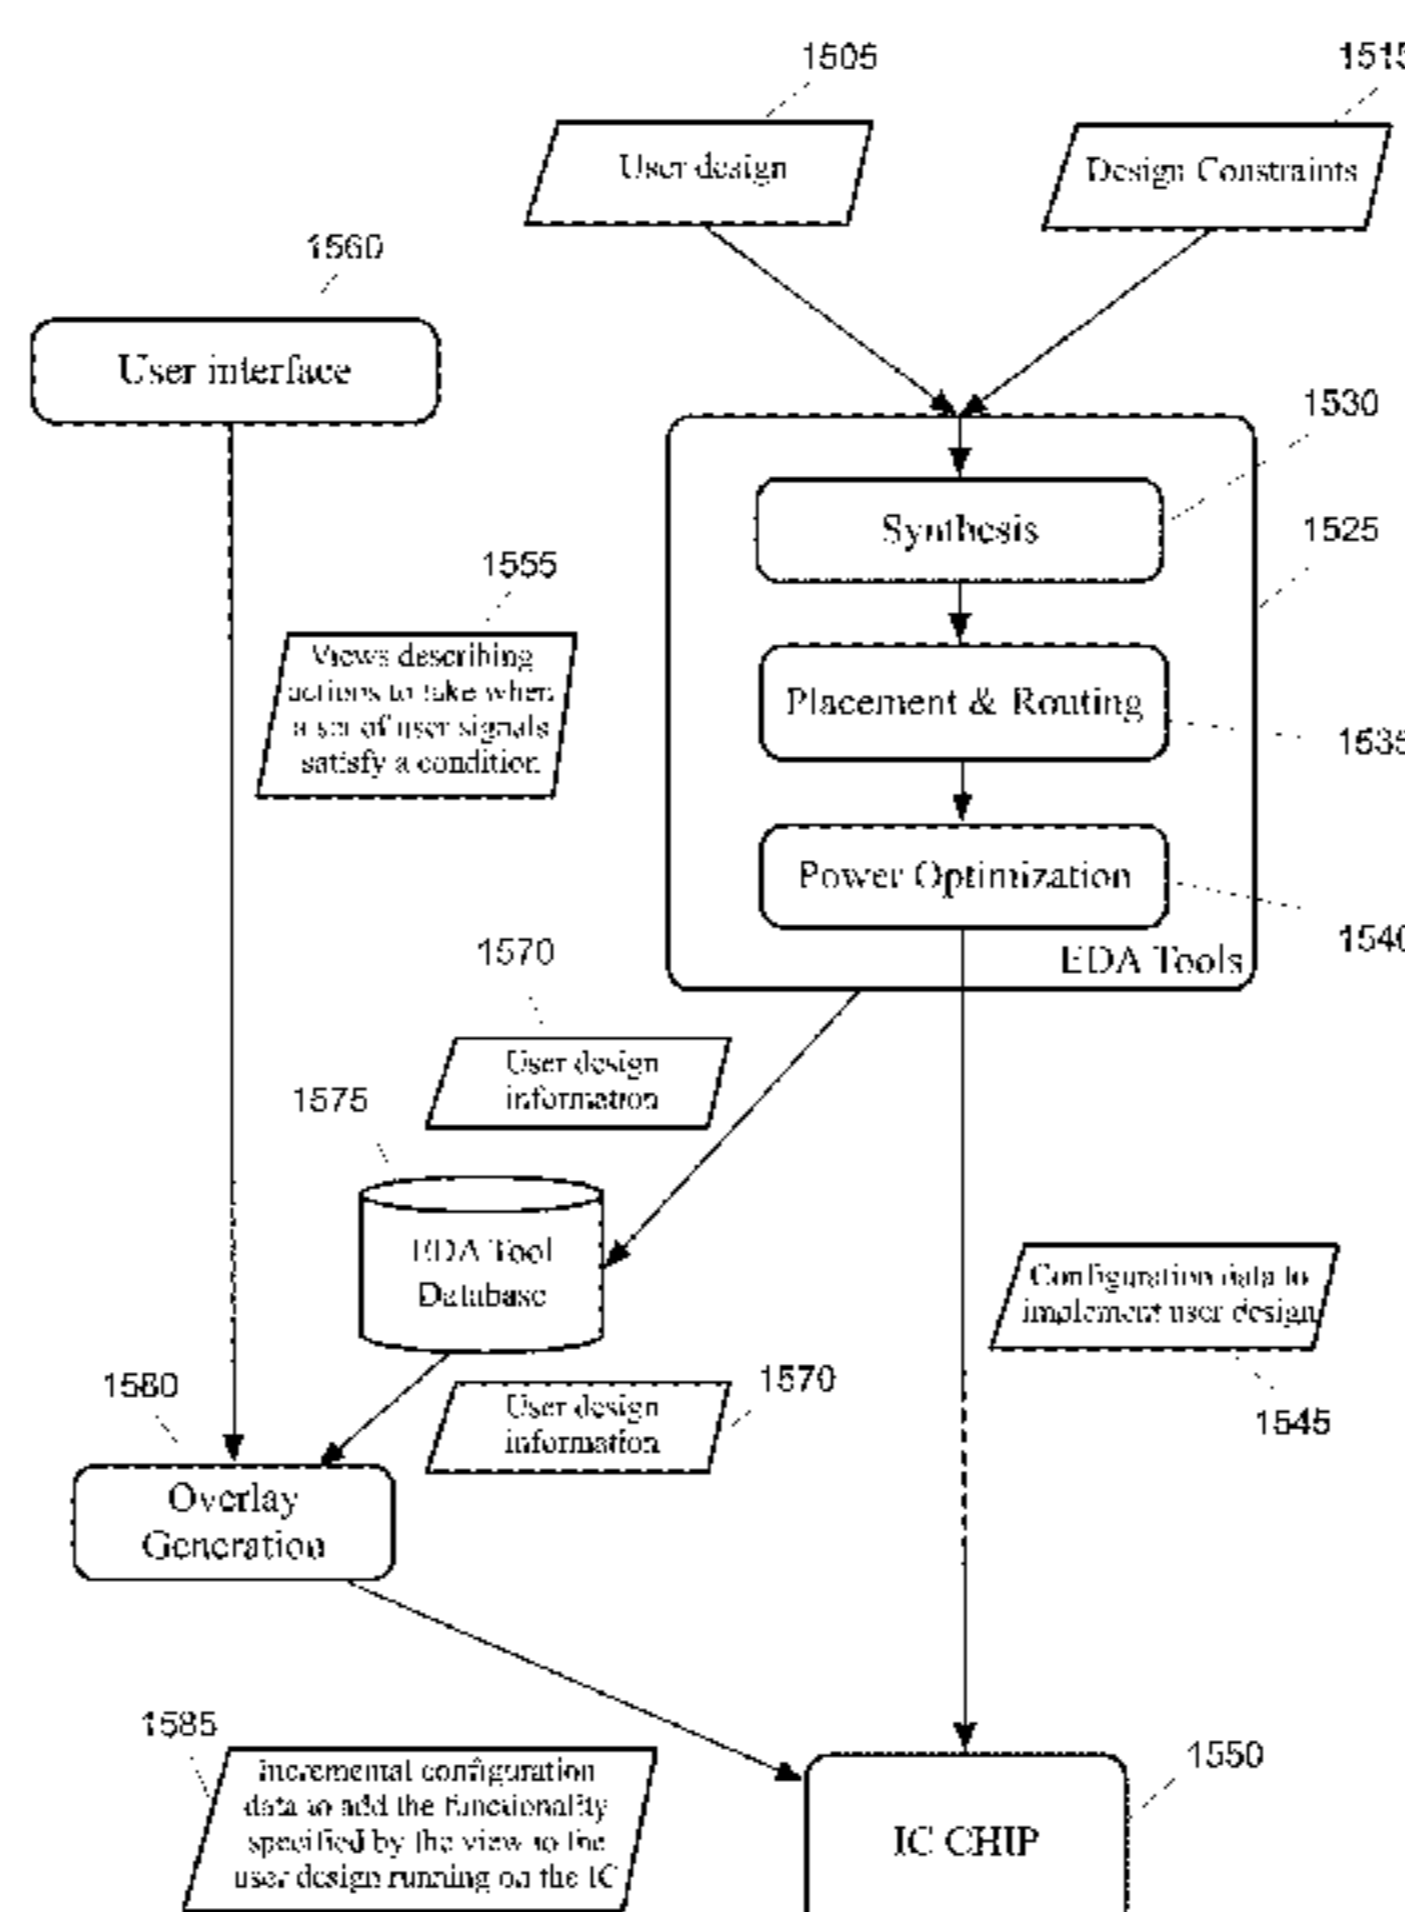 1505
1515
User design
Design Constraints
1560
User interface
1530
Synthesis
1525
1555
Views describing
actions to take when
a set of user signals
satisfy a condition
Placement & Routing
1535
Power Optimization
1540
EDA Tools
1570
User design
information
1575
EDA Tool
Database
Configuration data to
implement user design
1545
1580
1570
User design
information
Overlay
Generation
1585
Incremental configuration
data to add the functionality
specified by the view to the
user design running on the IC
1550
IC CHIP